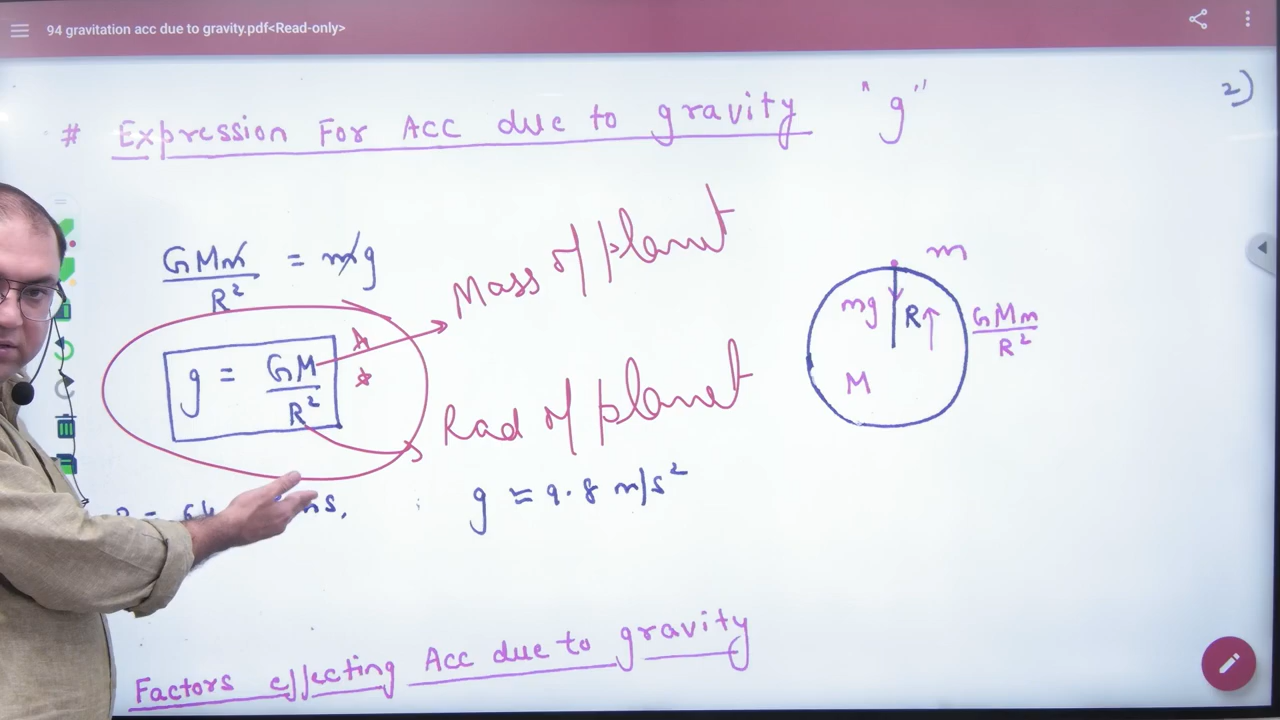 94 gravitation acc due to gravity.pdf<Read-only>
2)
# Expression For Acc due to gravity "g"
GMm/R² = mg
Mass of planet
g = GM/R²
Rad of planet
m
mg R GMm/R²
M
g ≈ 9.8 m/s²
Factors effecting Acc due to gravity